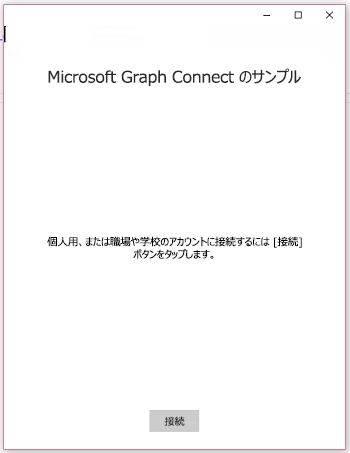 Microsoft Graph Connect のサンプル
個人用、または職場や学校のアカウントに接続するには [接続]
ボタンをタップします。
接続